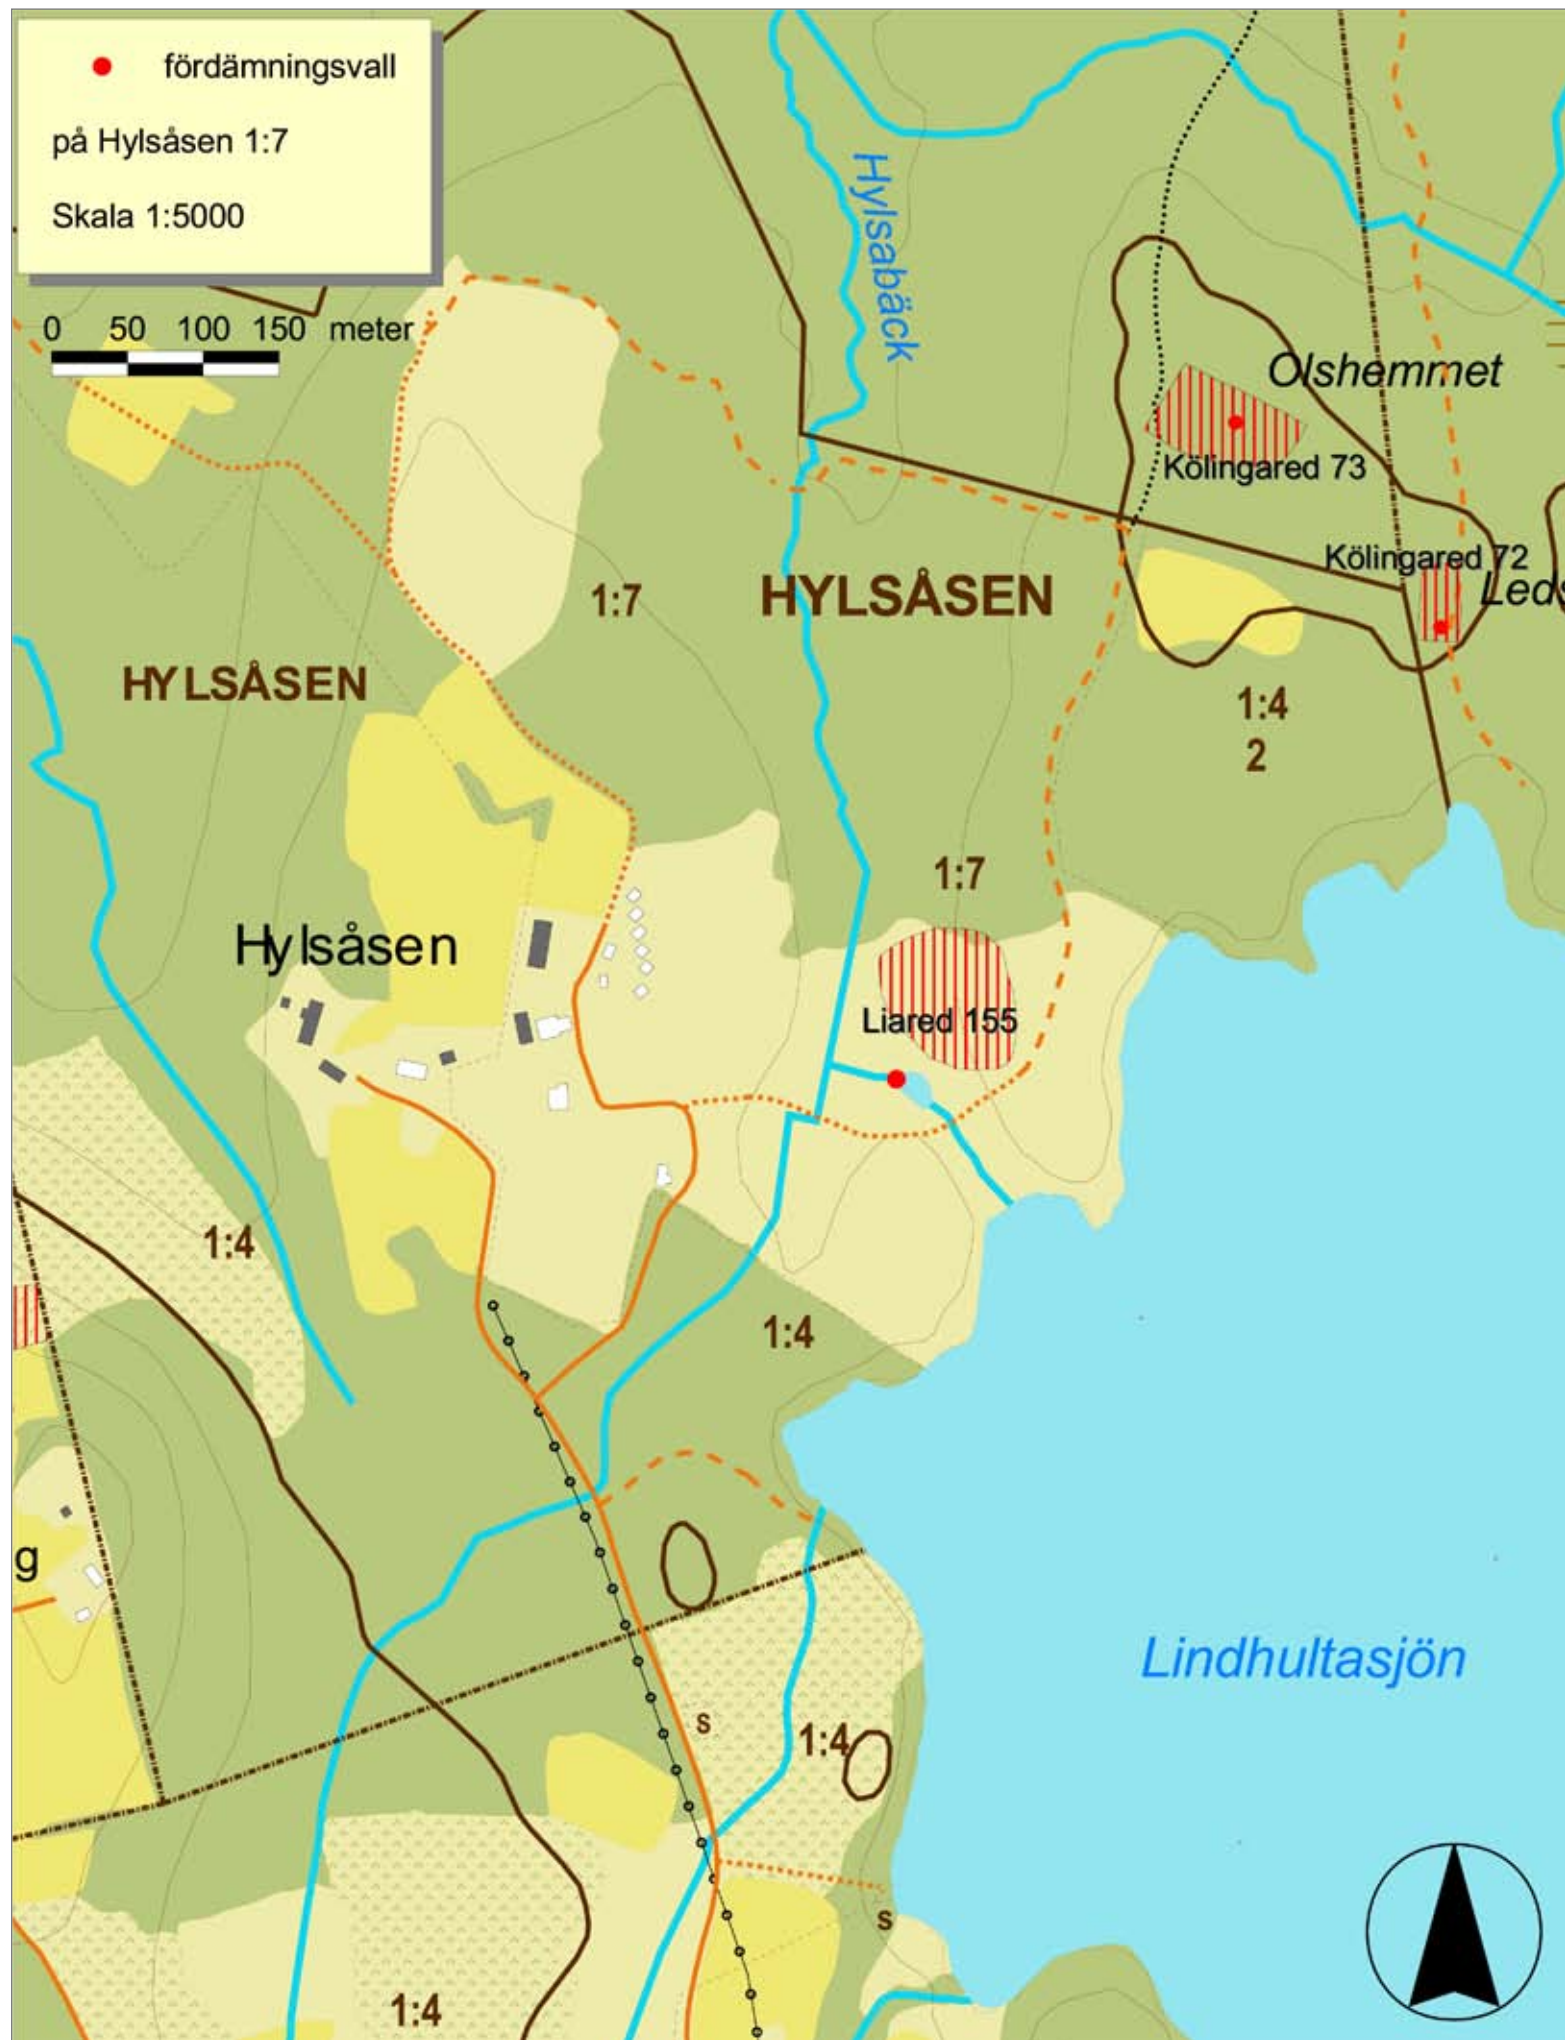 fördämningsvall
på Hylsåsen 1:7
Skala 1:5000
0 50 100 150 meter
Hylsabäck
Olshemmet
Kölingared 73
Kölingared 72
Leds
1:7
HYLSÅSEN
HYLSÅSEN
1:4
2
1:7
Hylsåsen
Liared 155
1:4
1:4
g
Lindhultasjön
s
1:4
s
1:4